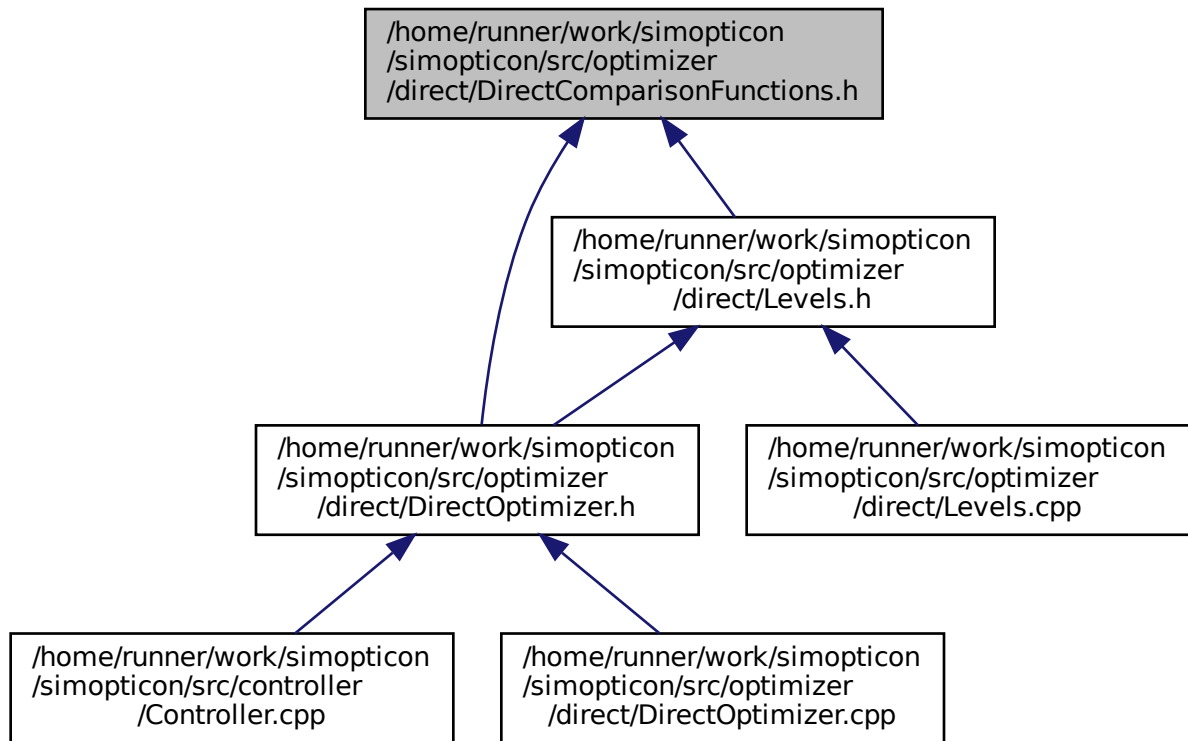 /home/runner/work/simopticon
/simopticon/src/optimizer
/direct/DirectComparisonFunctions.h
/home/runner/work/simopticon
/simopticon/src/optimizer
/direct/Levels.h
/home/runner/work/simopticon
/simopticon/src/optimizer
/direct/DirectOptimizer.h
/home/runner/work/simopticon
/simopticon/src/optimizer
/direct/Levels.cpp
/home/runner/work/simopticon
/simopticon/src/controller
/Controller.cpp
/home/runner/work/simopticon
/simopticon/src/optimizer
/direct/DirectOptimizer.cpp